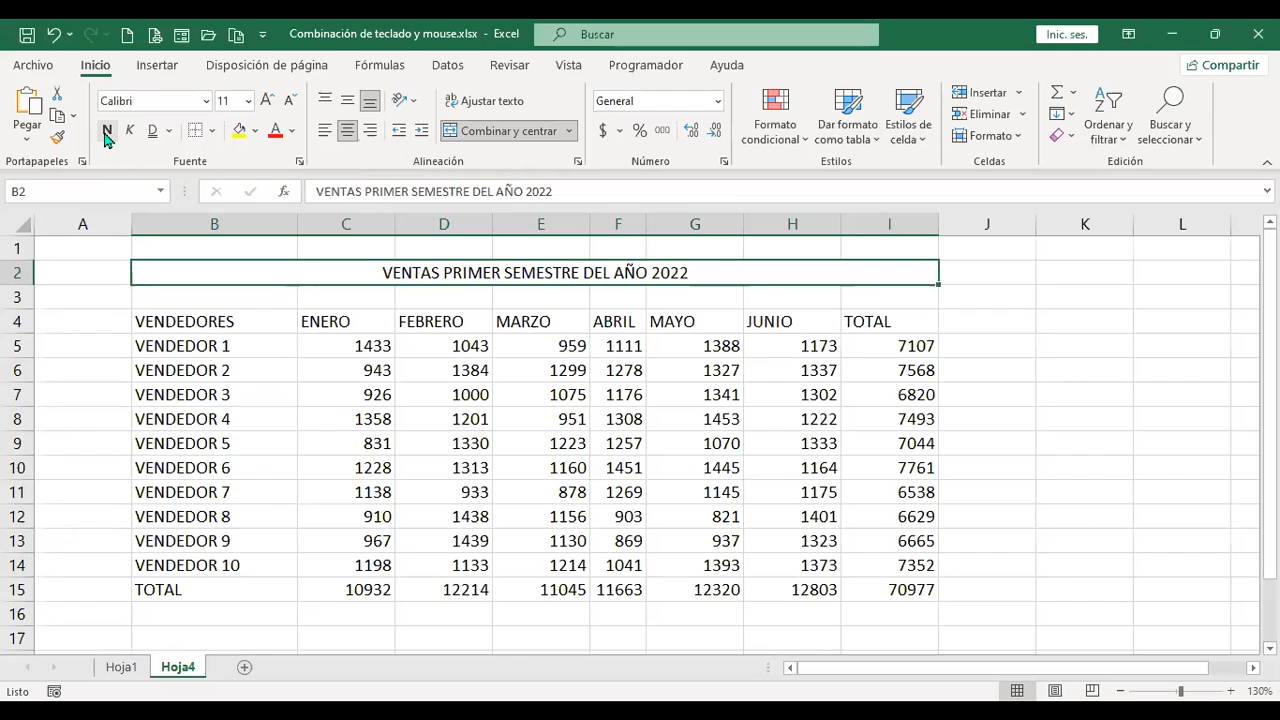 Combinación de teclado y mouse.xlsx - Excel
Buscar
Inic. ses.
Archivo
Inicio
Insertar
Disposición de página
Fórmulas
Datos
Revisar
Vista
Programador
Ayuda
Compartir
Pegar
Calibri
11
N K D
Ajustar texto
Combinar y centrar
General
$ % 000
Formato condicional
Dar formato como tabla
Estilos de celda
Insertar
Eliminar
Formato
Ordenar y filtrar
Buscar y seleccionar
Portapapeles
Fuente
Alineación
Número
Estilos
Celdas
Edición
B2
fx
VENTAS PRIMER SEMESTRE DEL AÑO 2022
A B C D E F G H I J K L
1
2 VENTAS PRIMER SEMESTRE DEL AÑO 2022
3
4 VENDEDORES ENERO FEBRERO MARZO ABRIL MAYO JUNIO TOTAL
5 VENDEDOR 1 1433 1043 959 1111 1388 1173 7107
6 VENDEDOR 2 943 1384 1299 1278 1327 1337 7568
7 VENDEDOR 3 926 1000 1075 1176 1341 1302 6820
8 VENDEDOR 4 1358 1201 951 1308 1453 1222 7493
9 VENDEDOR 5 831 1330 1223 1257 1070 1333 7044
10 VENDEDOR 6 1228 1313 1160 1451 1445 1164 7761
11 VENDEDOR 7 1138 933 878 1269 1145 1175 6538
12 VENDEDOR 8 910 1438 1156 903 821 1401 6629
13 VENDEDOR 9 967 1439 1130 869 937 1323 6665
14 VENDEDOR 10 1198 1133 1214 1041 1393 1373 7352
15 TOTAL 10932 12214 11045 11663 12320 12803 70977
16
17
Hoja1
Hoja4
Listo
130%